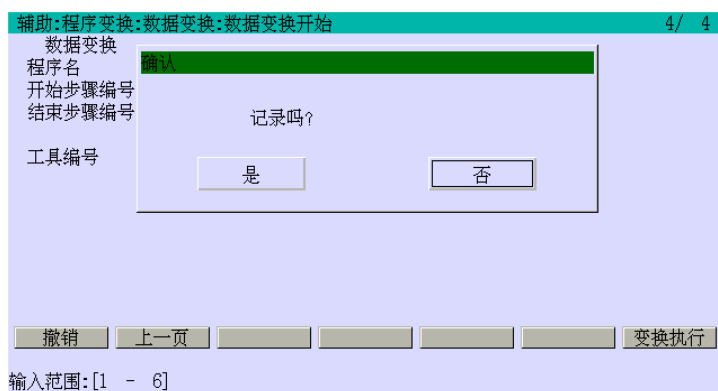 辅助:程序变换:数据变换:数据变换开始 4/ 4
数据变换
程序名
确认
开始步骤编号
结束步骤编号
记录吗?
工具编号
是 否
撤销 上一页 变换执行
输入范围:[1 - 6]